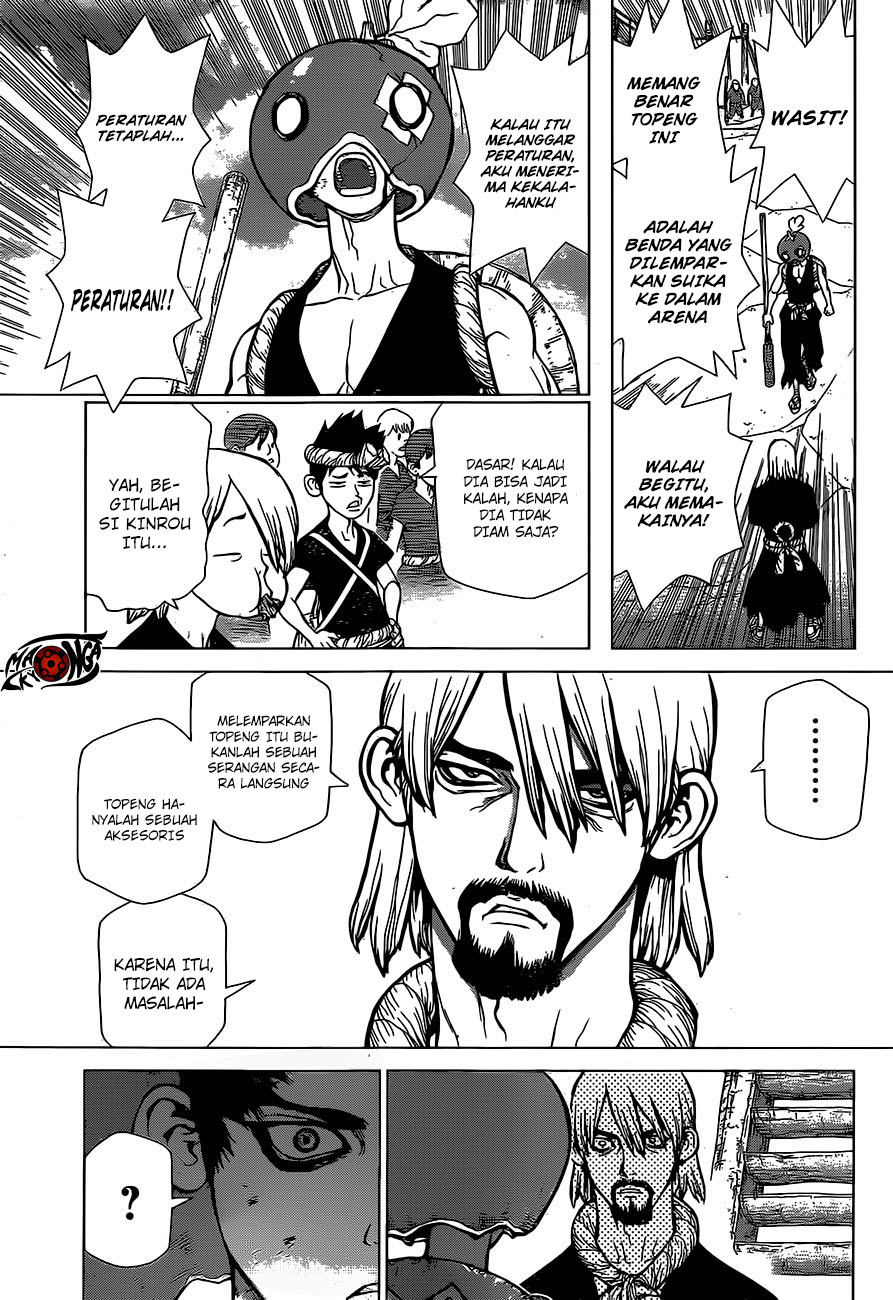 WASIT!
MEMANG
BENAR
TOPENG
INI
ADALAH
BENDA YANG
DILEMPAR-
KAN SUIKA
KE DALAM
ARENA
WALAU
BEGITU,
AKU MEMA-
KAINYA!
KALAU ITU
MELANGGAR
PERATURAN,
AKU MENERI-
MA KEKALA-
HANKU
PERATURAN
TETAPLAH...
PERATURAN!!
DASAR! KALAU
DIA BISA JADI
KALAH, KENAPA
DIA TIDAK
DIAM SAJA?
YAH, BE-
GITULAH
SI KINROU
ITU...
MANGA
KYO
.........
MELEMPARKAN
TOPENG ITU BU-
KANLAH SEBUAH
SERANGAN SECA-
RA LANGSUNG
TOPENG HA-
NYALAH SEBUAH
AKSESORIS
KARENA ITU,
TIDAK ADA
MASALAH-
?